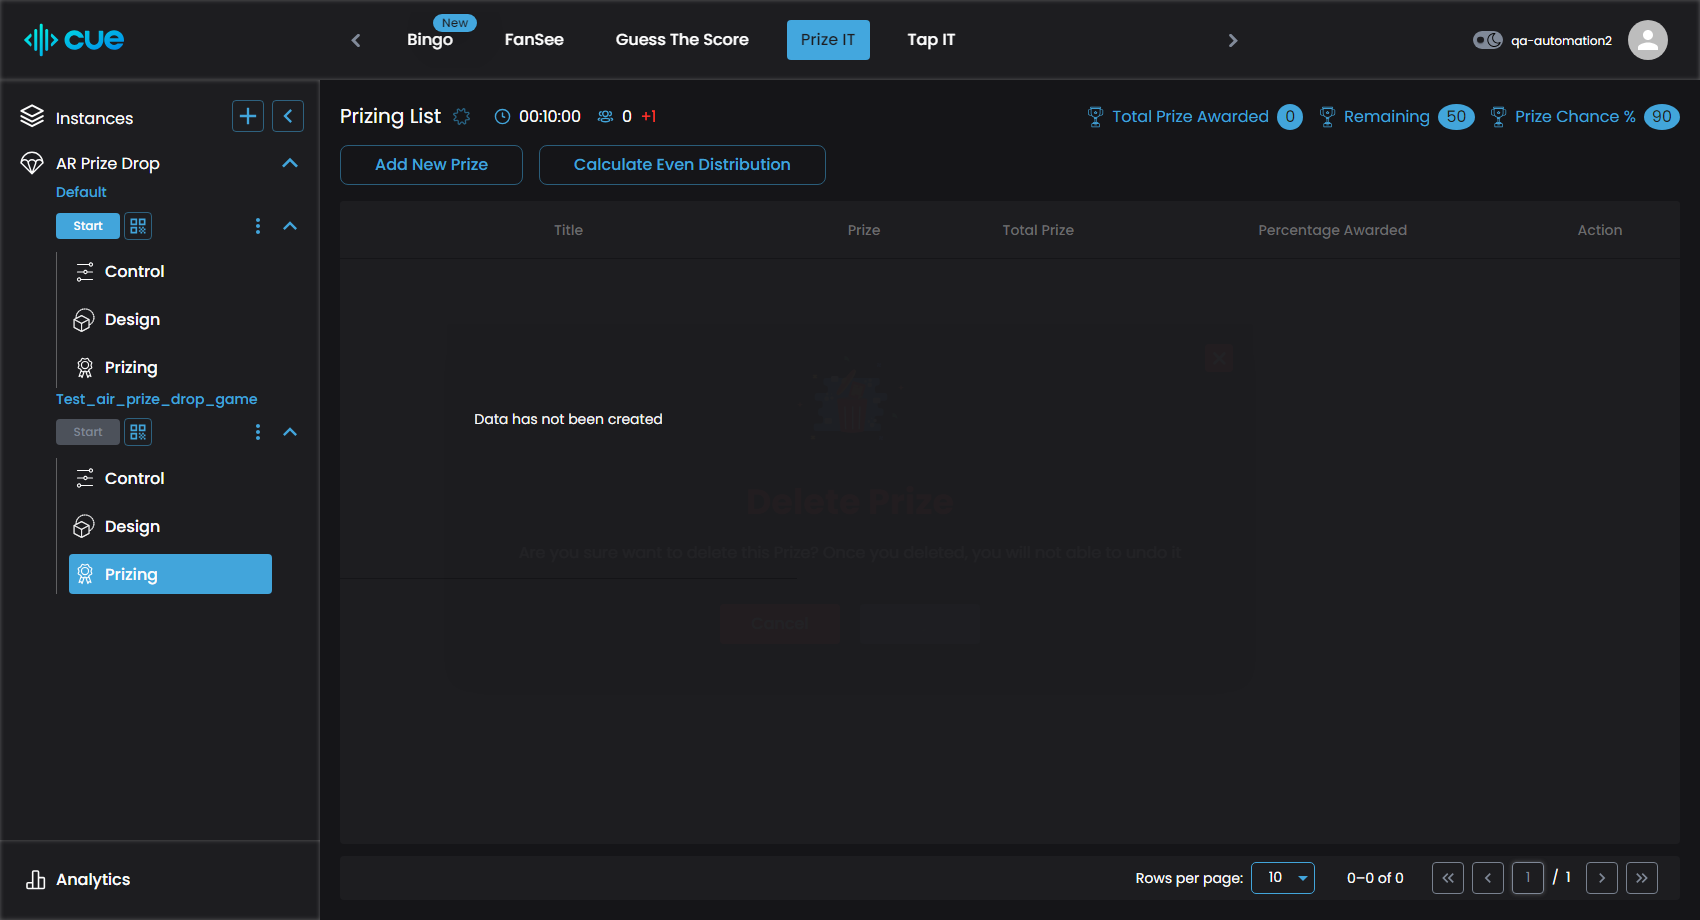 cue
New
Bingo
FanSee
Guess The Score
Prize IT
Tap IT
qa-automation2
Instances
AR Prize Drop
Default
Start
Control
Design
Prizing
Test_air_prize_drop_game
Start
Control
Design
Prizing
Analytics
Prizing List
00:10:00
0
+1
Total Prize Awarded 0
Remaining 50
Prize Chance % 90
Add New Prize
Calculate Even Distribution
Title
Prize
Total Prize
Percentage Awarded
Action
Data has not been created
Delete Prize
Are you sure want to delete this Prize? Once you deleted, you will not able to undo it.
Cancel
Rows per page:
10
0–0 of 0
1
/ 1